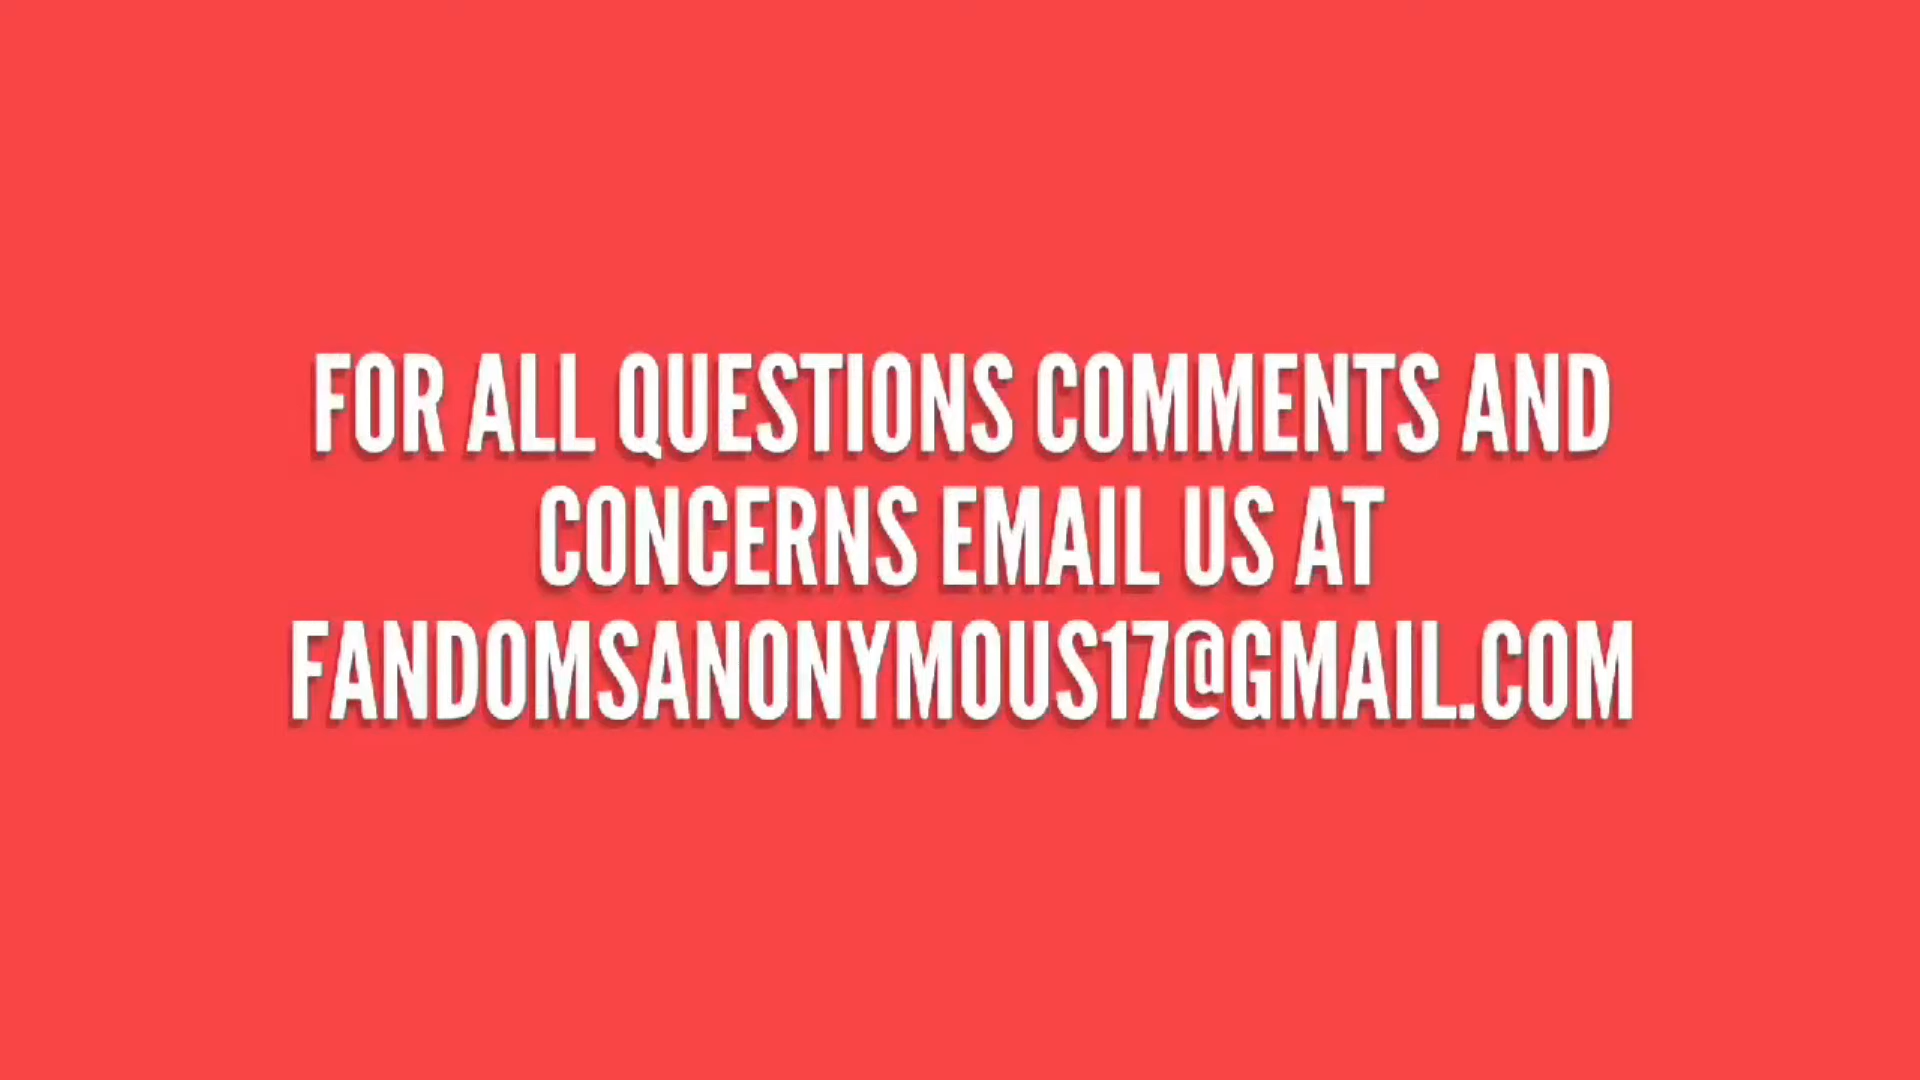 FOR ALL QUESTIONS COMMENTS AND
CONCERNS EMAIL US AT
FANDOMSANONYMOUS17@GMAIL.COM